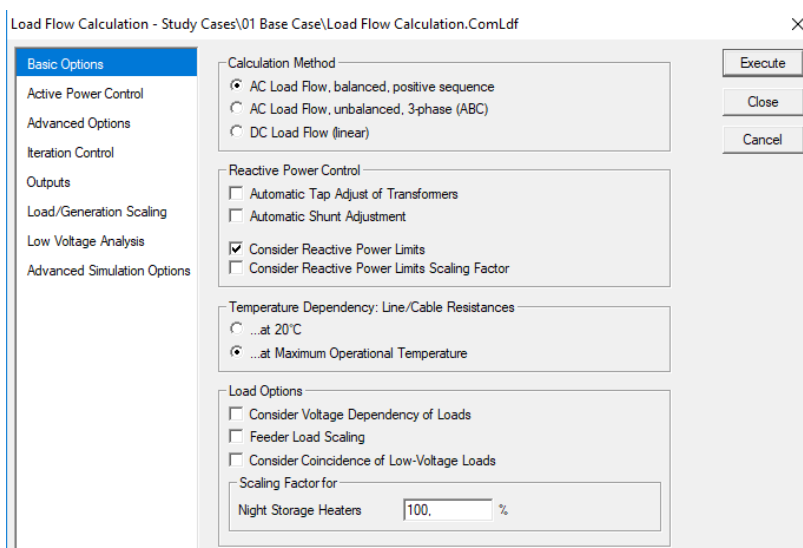 Load Flow Calculation - Study Cases\01 Base Case\Load Flow Calculation.ComLdf
Basic Options
Active Power Control
Advanced Options
Iteration Control
Outputs
Load/Generation Scaling
Low Voltage Analysis
Advanced Simulation Options
Calculation Method
AC Load Flow, balanced, positive sequence
AC Load Flow, unbalanced, 3-phase (ABC)
DC Load Flow (linear)
Reactive Power Control
Automatic Tap Adjust of Transformers
Automatic Shunt Adjustment
Consider Reactive Power Limits
Consider Reactive Power Limits Scaling Factor
Temperature Dependency: Line/Cable Resistances
...at 20°C
...at Maximum Operational Temperature
Load Options
Consider Voltage Dependency of Loads
Feeder Load Scaling
Consider Coincidence of Low-Voltage Loads
Scaling Factor for
Night Storage Heaters 100, %
Execute
Close
Cancel